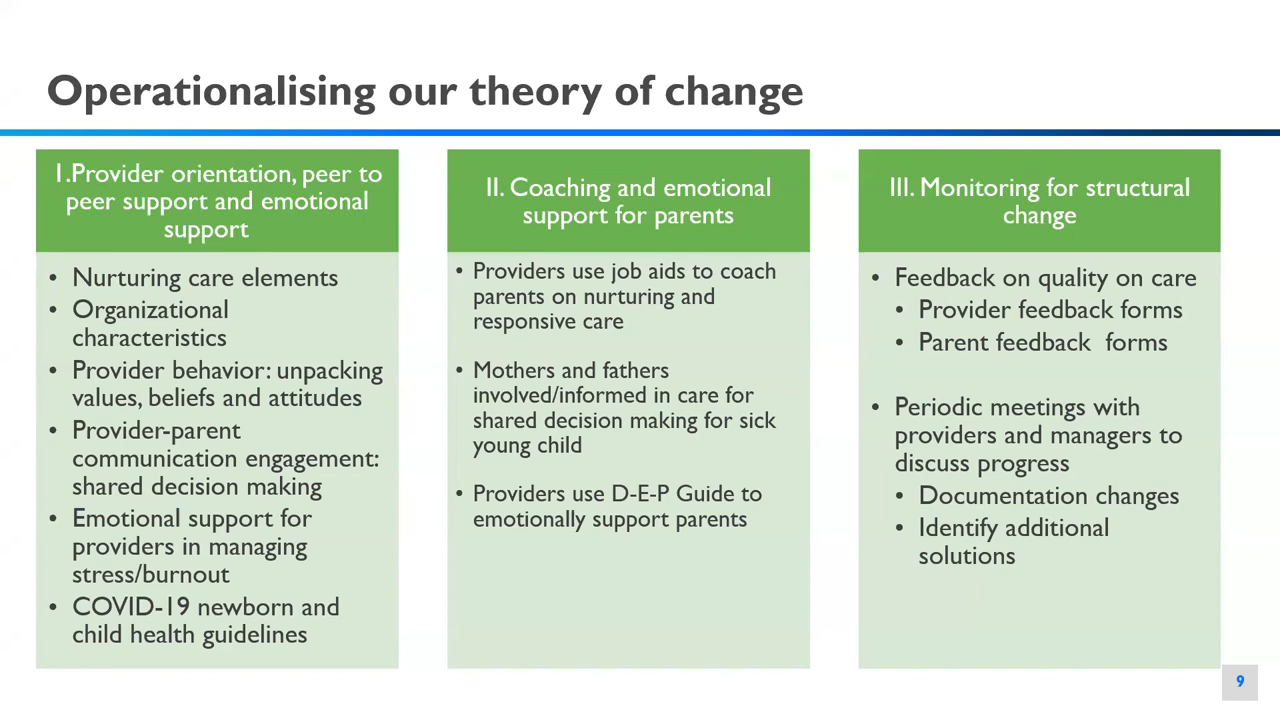 Operationalising our theory of change
1.Provider orientation, peer to
peer support and emotional
support
• Nurturing care elements
• Organizational
characteristics
• Provider behavior: unpacking
values, beliefs and attitudes
• Provider-parent
communication engagement:
shared decision making
• Emotional support for
providers in managing
stress/burnout
• COVID-19 newborn and
child health guidelines
II. Coaching and emotional
support for parents
• Providers use job aids to coach
parents on nurturing and
responsive care
• Mothers and fathers
involved/informed in care for
shared decision making for sick
young child
• Providers use D-E-P Guide to
emotionally support parents
III. Monitoring for structural
change
• Feedback on quality on care
• Provider feedback forms
• Parent feedback  forms
• Periodic meetings with
providers and managers to
discuss progress
• Documentation changes
• Identify additional
solutions
9